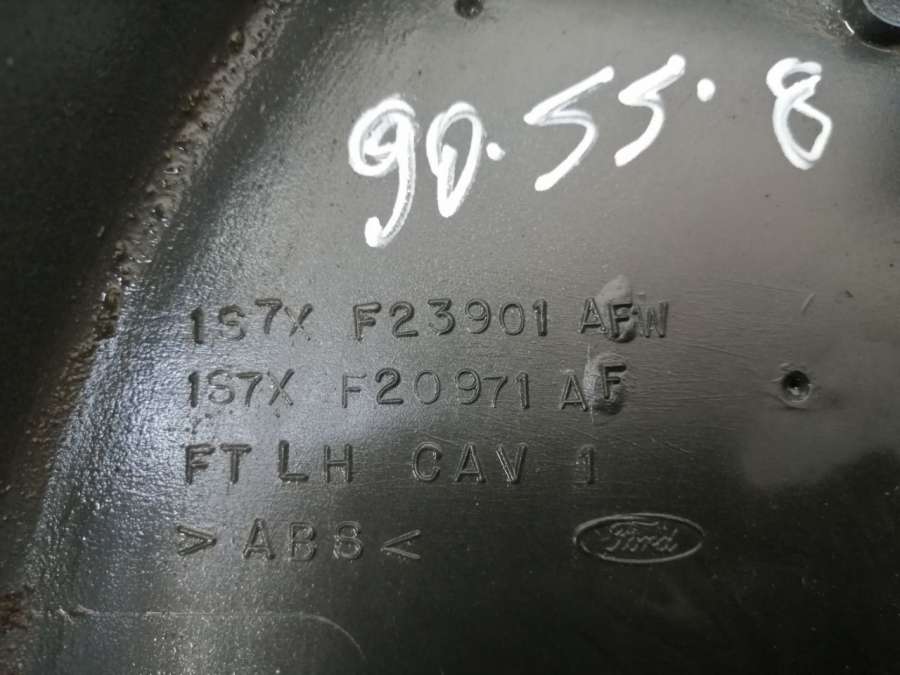 90.55.8
1S7X F23901 AFW
1S7X F20971 AF
FT LH CAV 1
>ABS<
Ford